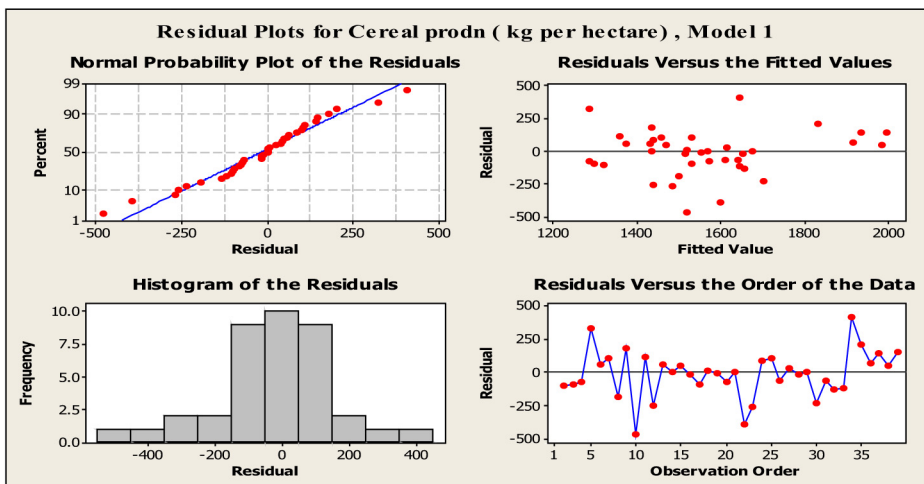 Residual Plots for Cereal prodn ( kg per hectare) , Model 1
Normal Probability Plot of the Residuals
Percent
99
90
50
10
1
-500 -250 0 250 500
Residual
Residuals Versus the Fitted Values
Residual
500
250
0
-250
-500
1200 1400 1600 1800 2000
Fitted Value
Histogram of the Residuals
Frequency
10.0
7.5
5.0
2.5
0.0
-400 -200 0 200 400
Residual
Residuals Versus the Order of the Data
Residual
500
250
0
-250
-500
1 5 10 15 20 25 30 35
Observation Order